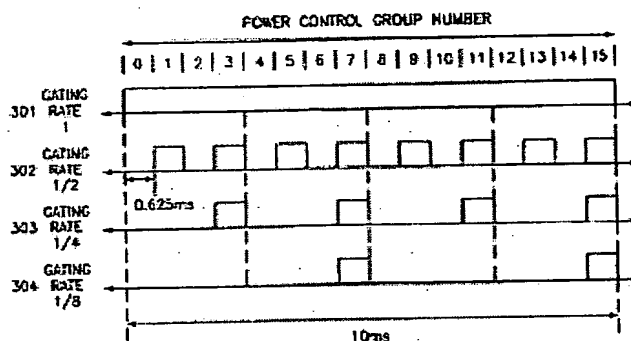 POWER CONTROL GROUP NUMBER
0 1 2 3 4 5 6 7 8 9 10 11 12 13 14 15
301 GATING RATE 1
302 GATING RATE 1/2
0.625ms
303 GATING RATE 1/4
304 GATING RATE 1/8
10ms